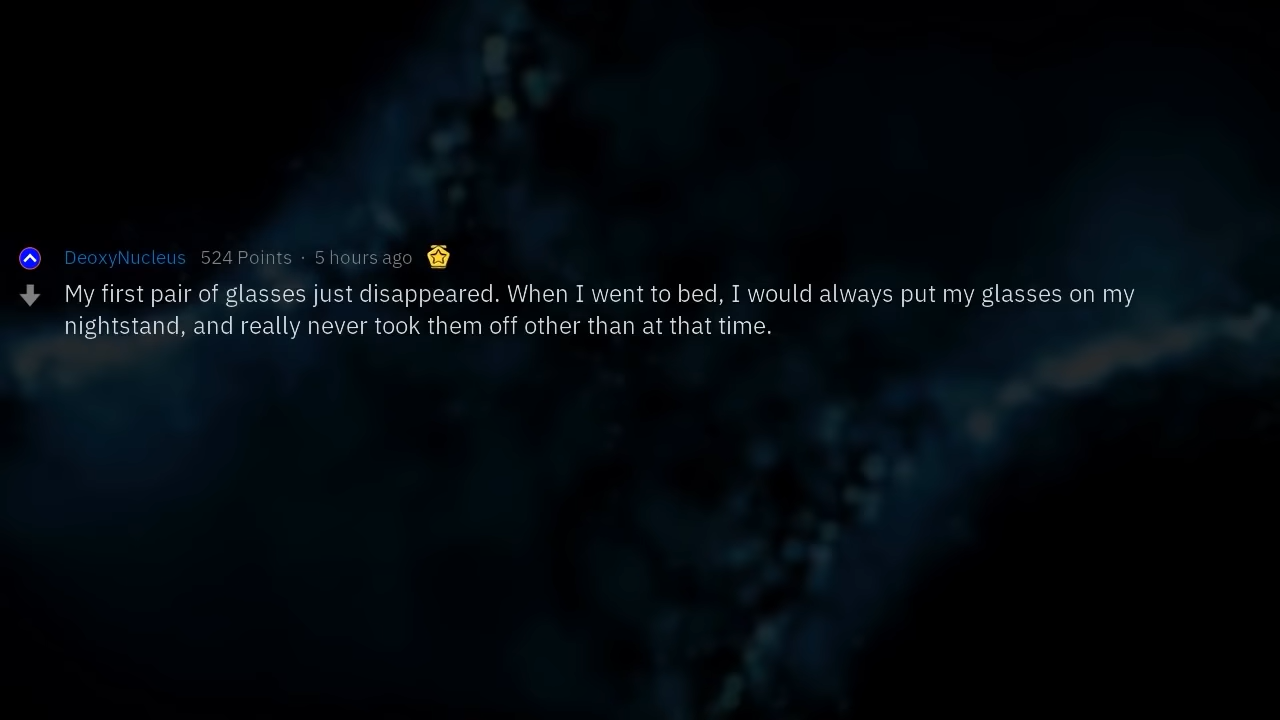 DeoxyNucleus 524 Points · 5 hours ago
My first pair of glasses just disappeared. When I went to bed, I would always put my glasses on my
nightstand, and really never took them off other than at that time.